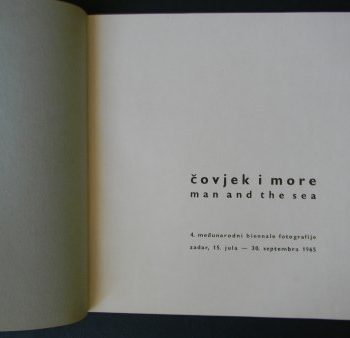 čovjek i more
man and the sea
4. međunarodni biennale fotografije
zadar, 15. jula — 30. septembra 1965